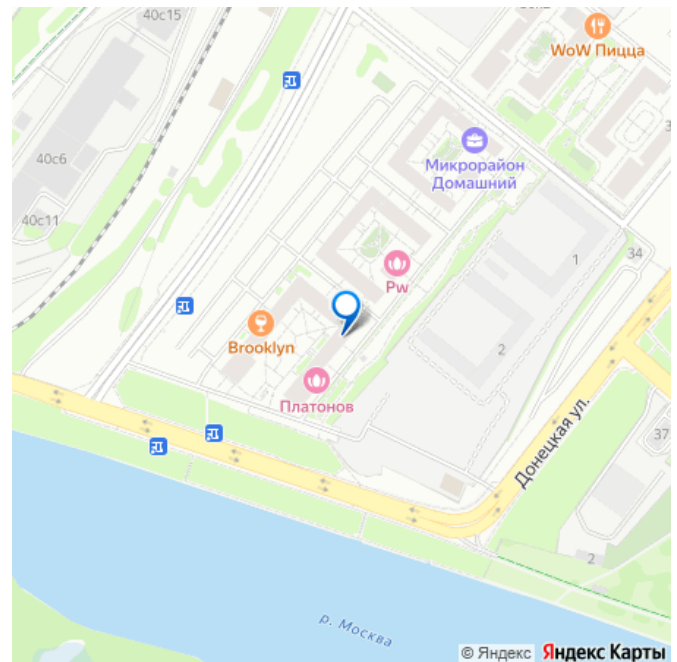 40с15
WoW Пицца
Микрорайон
Домашний
40с6
40с11
34
1
Pw
Brooklyn
2
Платонов
Донецкая ул.
37
2
р. Москва
© Яндекс Яндекс Карты